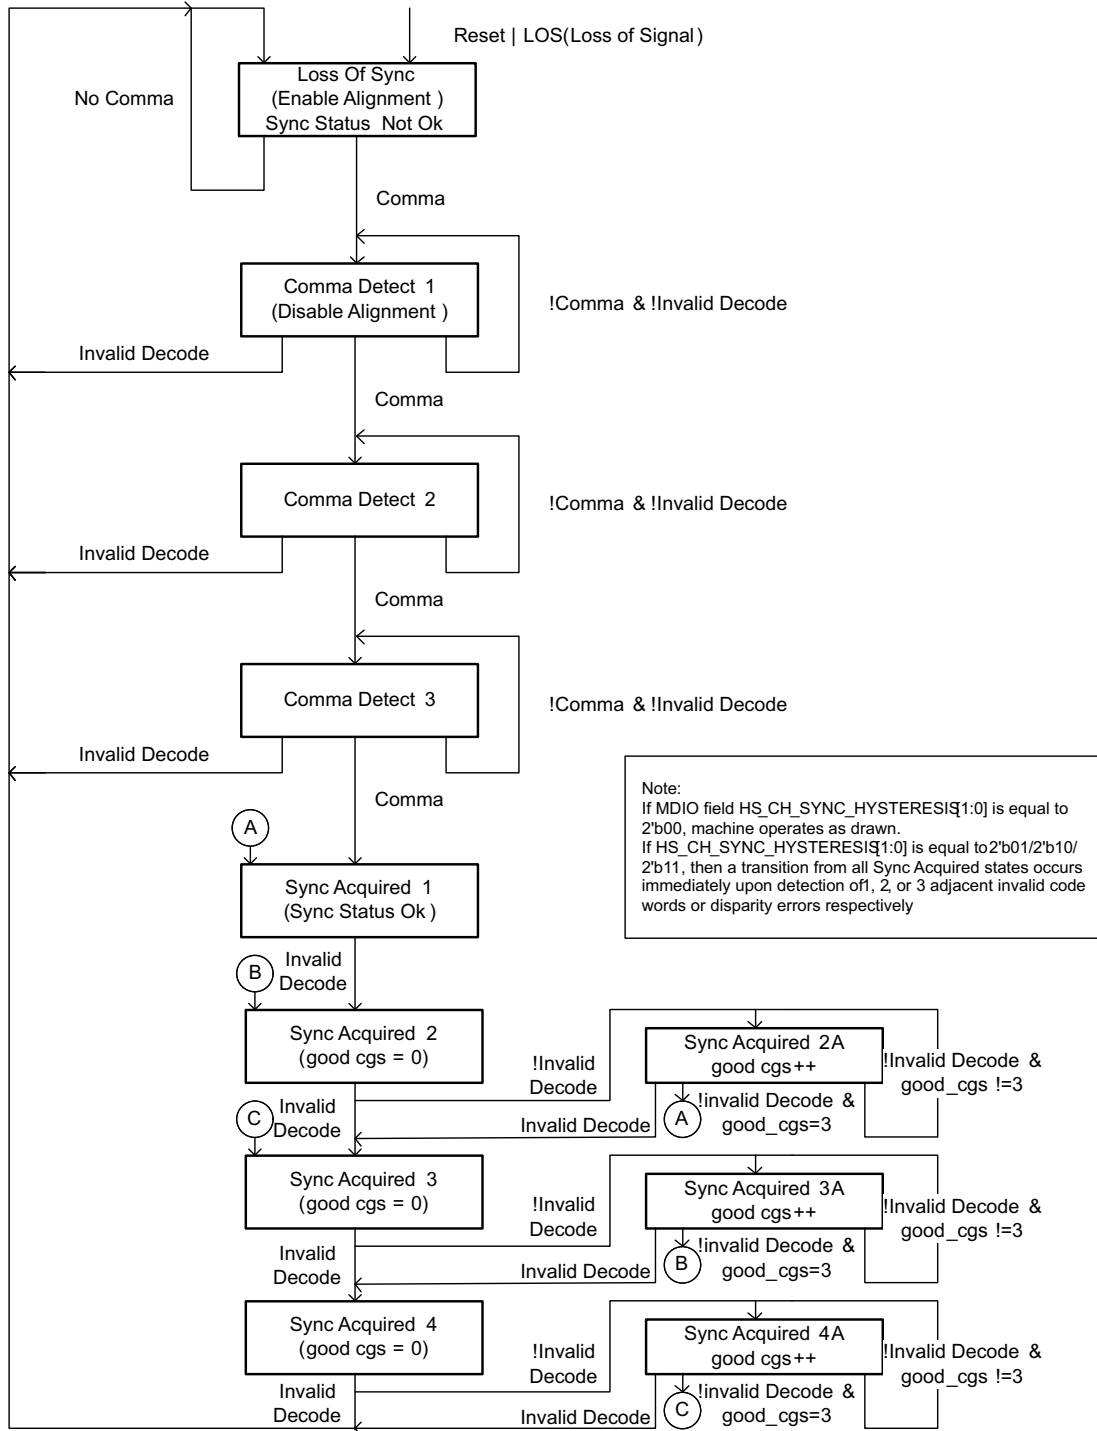 Reset | LOS(Loss of Signal)
Loss Of Sync
(Enable Alignment )
Sync Status Not Ok
No Comma
Comma
Comma Detect 1
(Disable Alignment )
!Comma & !Invalid Decode
Invalid Decode
Comma
Comma Detect 2
!Comma & !Invalid Decode
Invalid Decode
Comma
Comma Detect 3
!Comma & !Invalid Decode
Invalid Decode
Comma
Note:
If MDIO field HS_CH_SYNC_HYSTERESIS[1:0] is equal to
2'b00, machine operates as drawn.
If HS_CH_SYNC_HYSTERESIS[1:0] is equal to2'b01/2'b10/
2'b11, then a transition from all Sync Acquired states occurs
immediately upon detection of1, 2, or 3 adjacent invalid code
words or disparity errors respectively
A
Sync Acquired 1
(Sync Status Ok )
Invalid
Decode
B
Sync Acquired 2
(good cgs = 0)
!Invalid
Decode
Sync Acquired 2A
good cgs++
!Invalid Decode &
good_cgs !=3
A
!invalid Decode &
good_cgs=3
Invalid Decode
Invalid
Decode
C
Sync Acquired 3
(good cgs = 0)
!Invalid
Decode
Sync Acquired 3A
good cgs++
!Invalid Decode &
good_cgs !=3
B
!invalid Decode &
good_cgs=3
Invalid Decode
Invalid
Decode
Sync Acquired 4
(good cgs = 0)
!Invalid
Decode
Sync Acquired 4A
good cgs++
!Invalid Decode &
good_cgs !=3
C
!invalid Decode &
good_cgs=3
Invalid Decode
Invalid
Decode